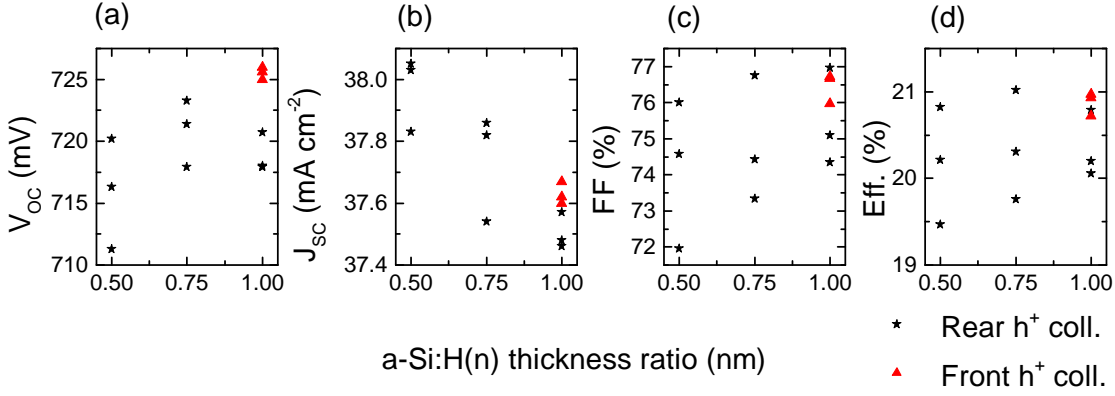 (a) (b) (c) (d)
725
720
715
710
0.50 0.75 1.00
V_OC (mV)
38.0
37.8
37.6
37.4
0.50 0.75 1.00
J_SC (mA cm⁻²)
77
76
75
74
73
72
0.50 0.75 1.00
FF (%)
21
20
19
0.50 0.75 1.00
Eff. (%)
a-Si:H(n) thickness ratio (nm)
Rear h⁺ coll.
Front h⁺ coll.